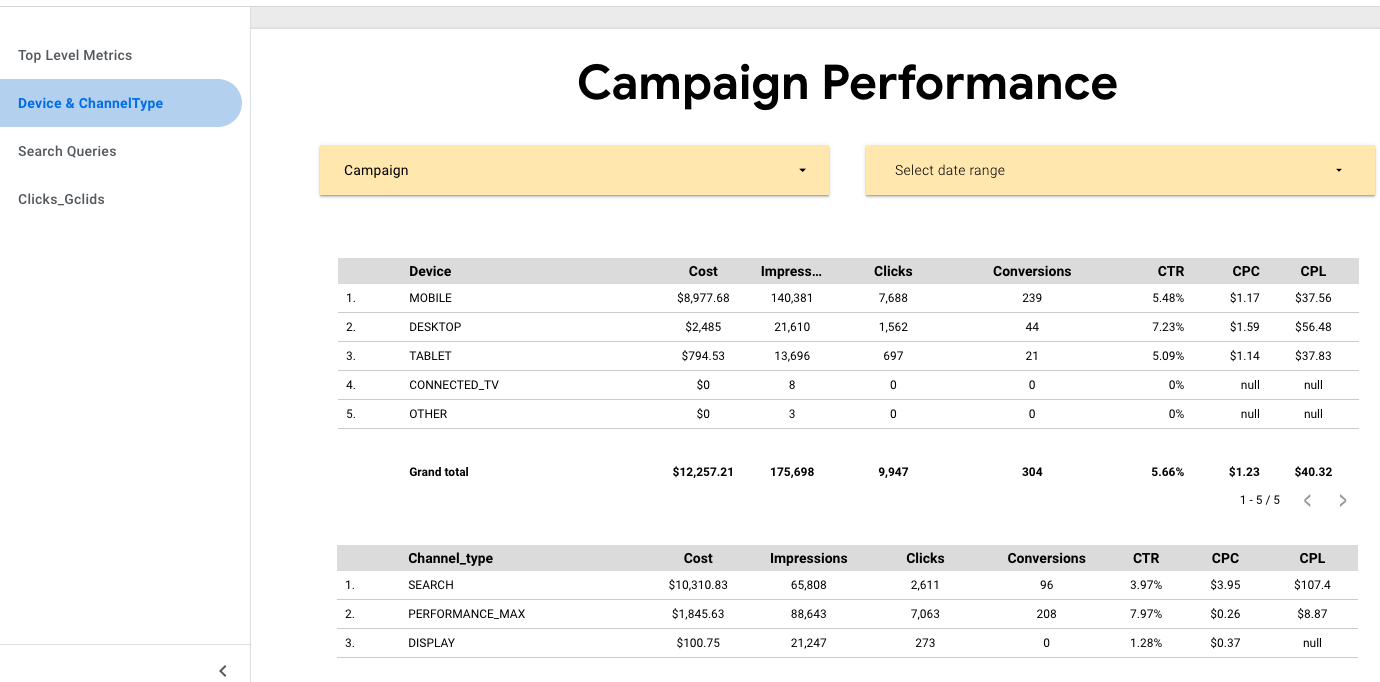 Top Level Metrics
Device & ChannelType
Search Queries
Clicks_Gclids
Campaign Performance
Campaign
Select date range
Device Cost Impress... Clicks Conversions CTR CPC CPL
1. MOBILE $8,977.68 140,381 7,688 239 5.48% $1.17 $37.56
2. DESKTOP $2,485 21,610 1,562 44 7.23% $1.59 $56.48
3. TABLET $794.53 13,696 697 21 5.09% $1.14 $37.83
4. CONNECTED_TV $0 8 0 0 0% null null
5. OTHER $0 3 0 0 0% null null
Grand total $12,257.21 175,698 9,947 304 5.66% $1.23 $40.32
1 - 5 / 5
Channel_type Cost Impressions Clicks Conversions CTR CPC CPL
1. SEARCH $10,310.83 65,808 2,611 96 3.97% $3.95 $107.4
2. PERFORMANCE_MAX $1,845.63 88,643 7,063 208 7.97% $0.26 $8.87
3. DISPLAY $100.75 21,247 273 0 1.28% $0.37 null